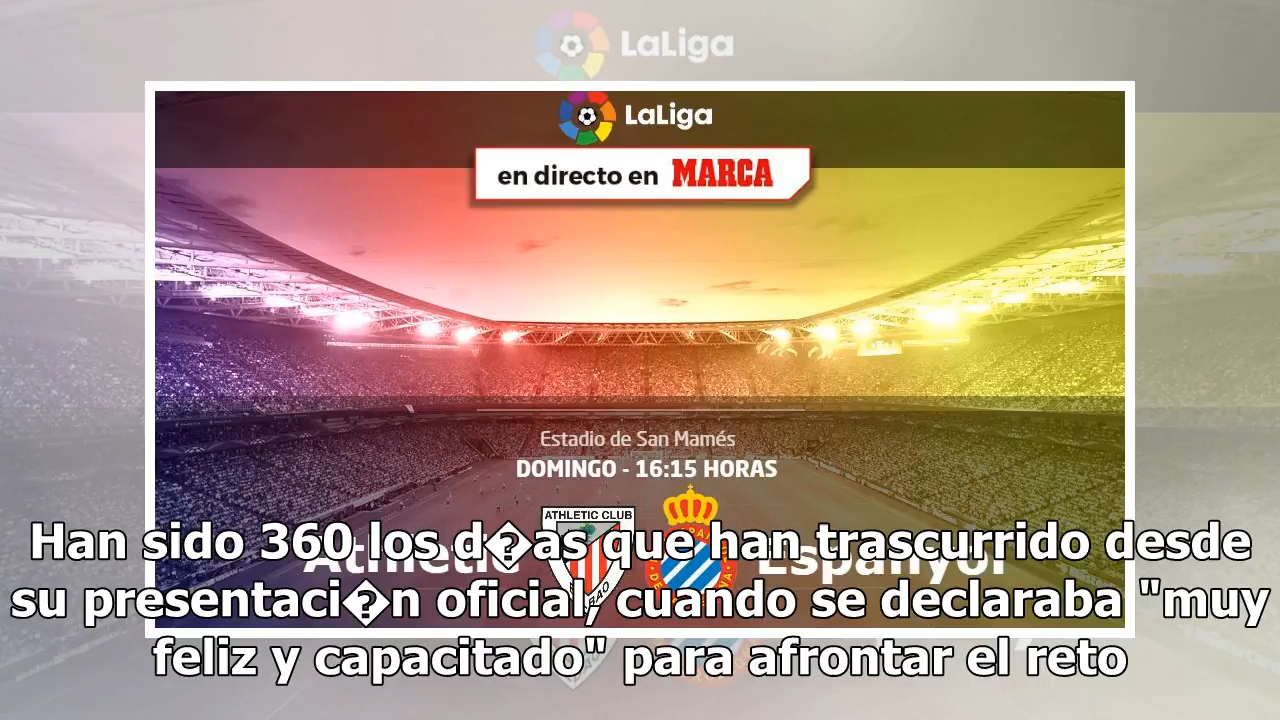 LaLiga
LaLiga
en directo en MARCA
Estadio de San Mamés
DOMINGO - 16:15 HORAS
ATHLETIC CLUB
Athletic
Espanyol
Han sido 360 los d�as que han trascurrido desde
su presentaci�n oficial, cuando se declaraba "muy
feliz y capacitado" para afrontar el reto